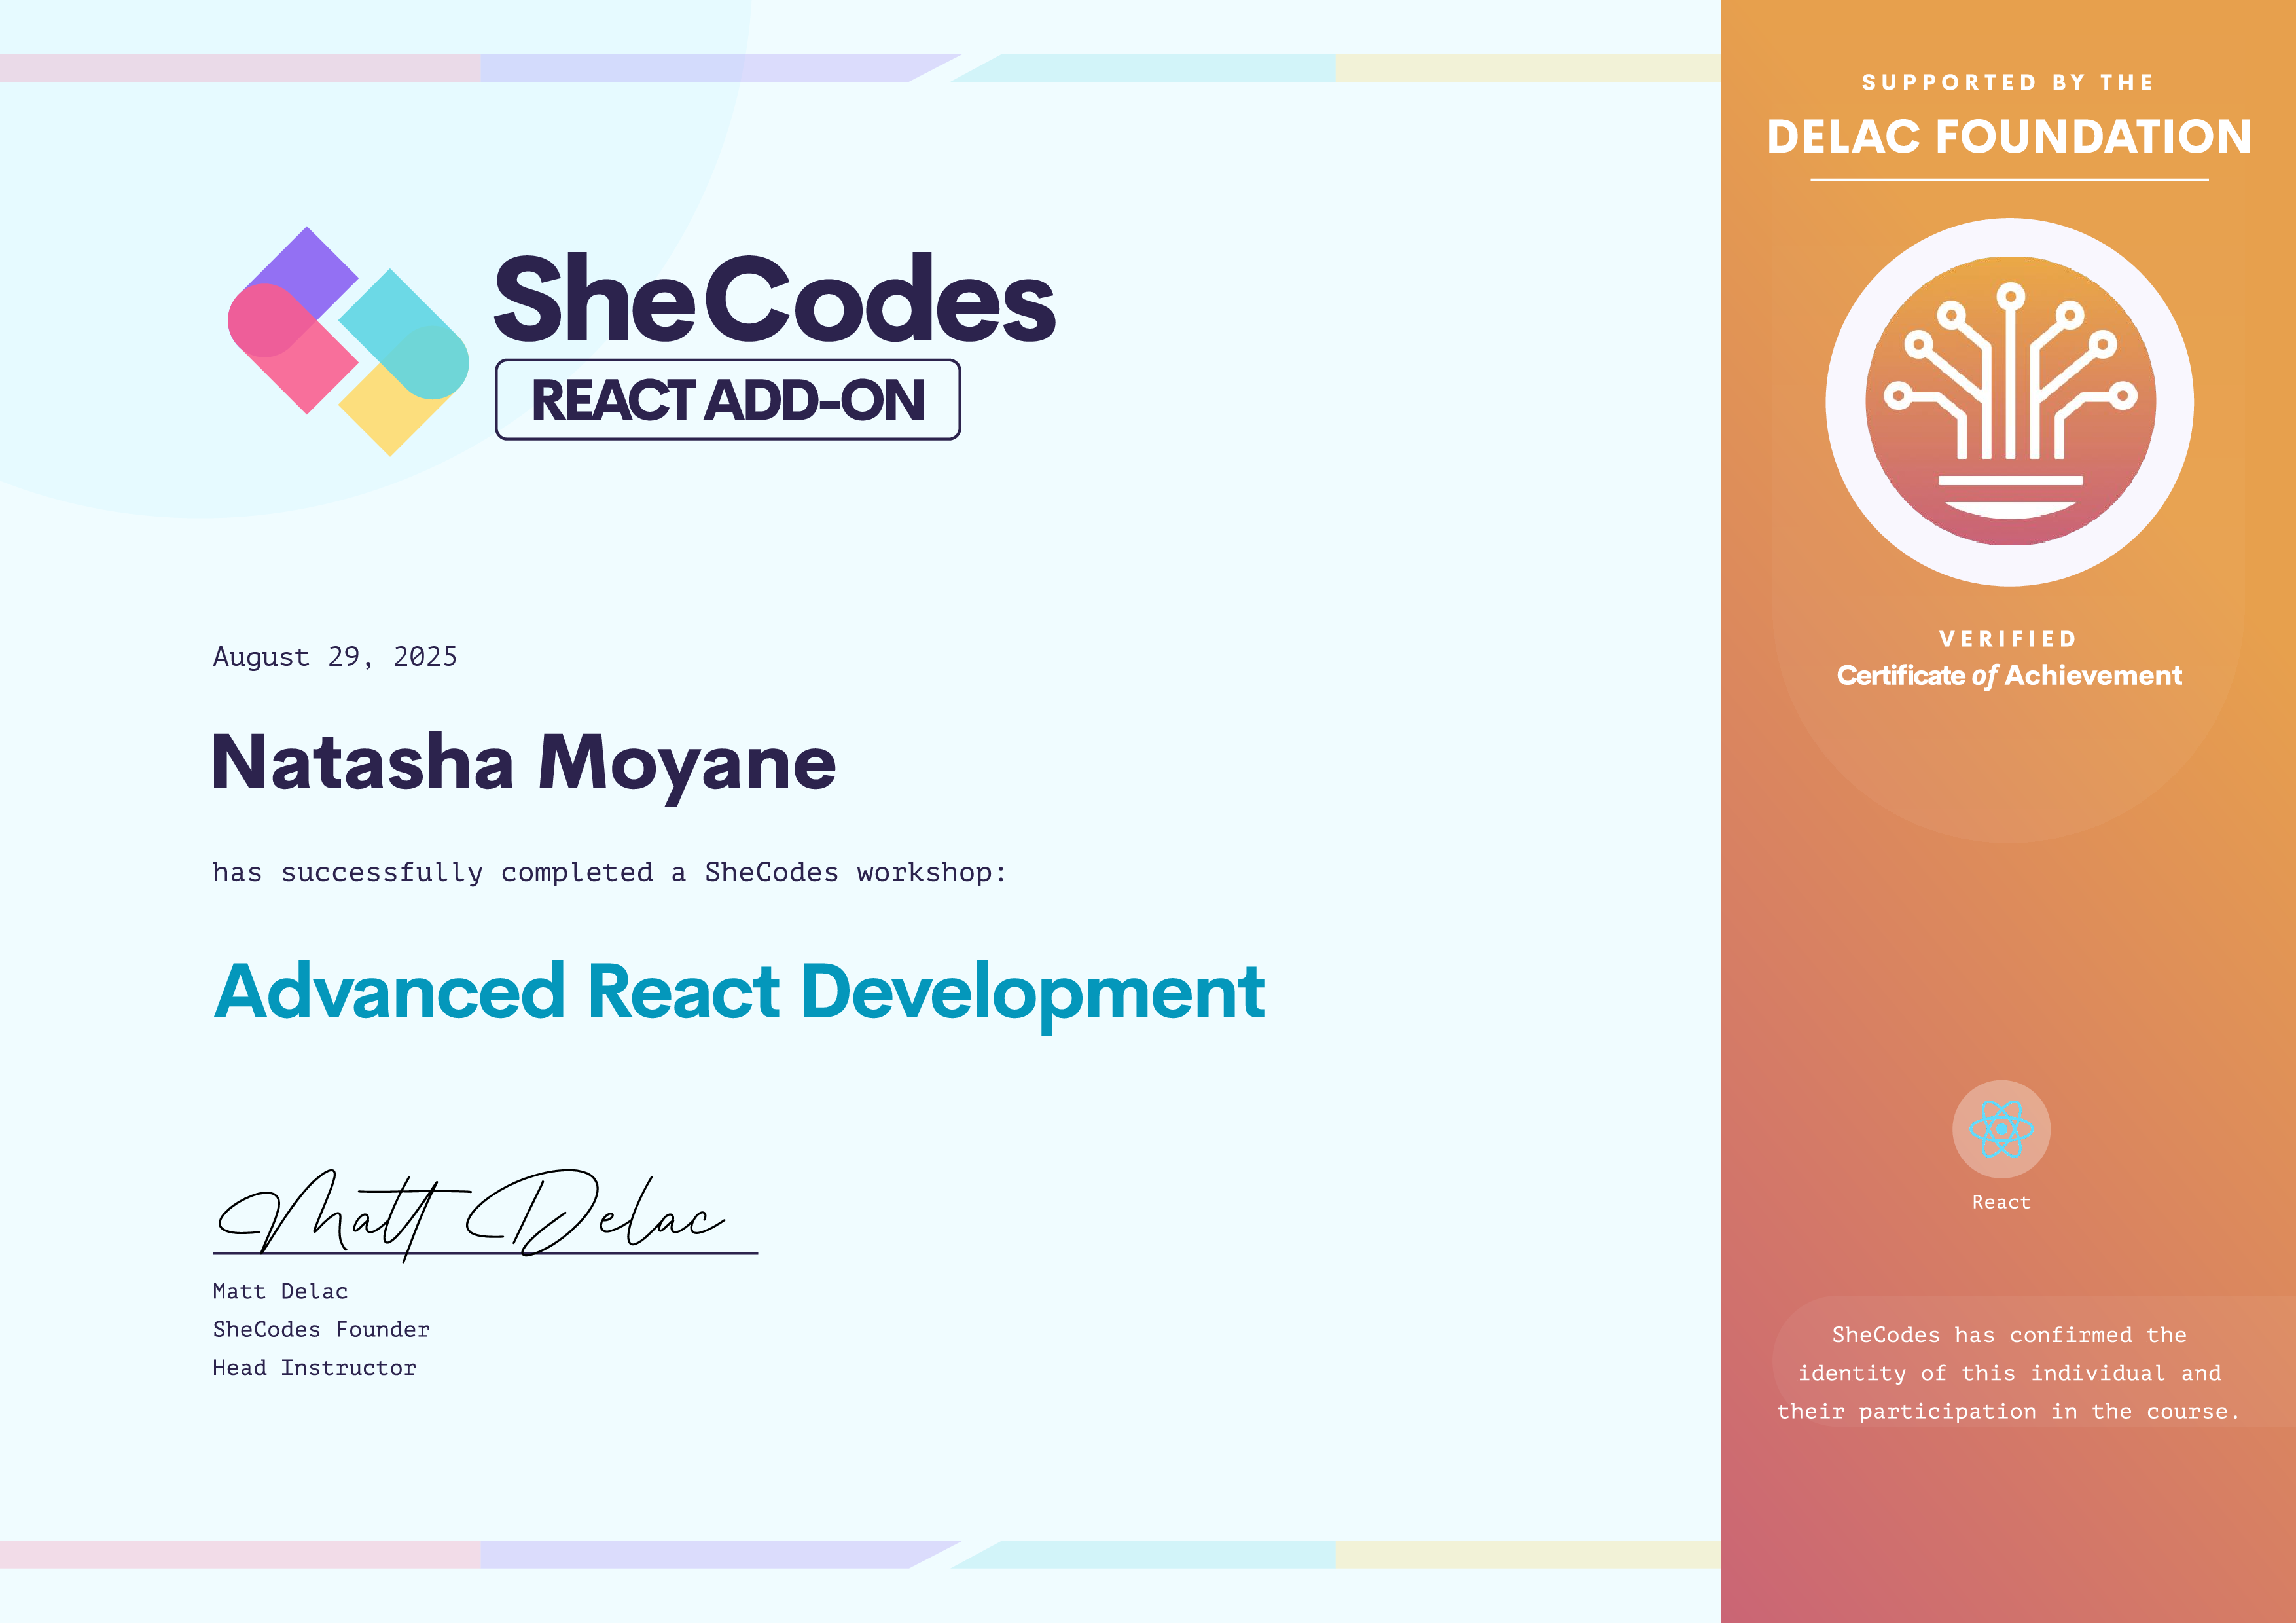 SheCodes
REACT ADD-ON
August 29, 2025
Natasha Moyane
has successfully completed a SheCodes workshop:
Advanced React Development
Matt Delac
Matt Delac
SheCodes Founder
Head Instructor
SUPPORTED BY THE
DELAC FOUNDATION
VERIFIED
Certificate of Achievement
React
SheCodes has confirmed the
identity of this individual and
their participation in the course.